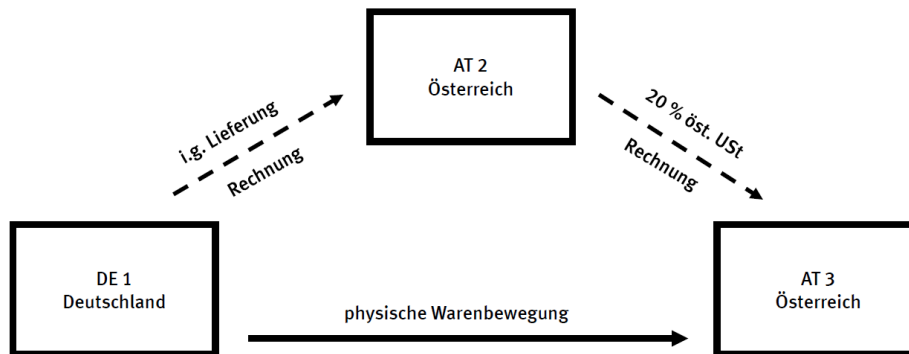 AT 2
Österreich
i.g. Lieferung
Rechnung
20 % öst. USt
Rechnung
DE 1
Deutschland
physische Warenbewegung
AT 3
Österreich